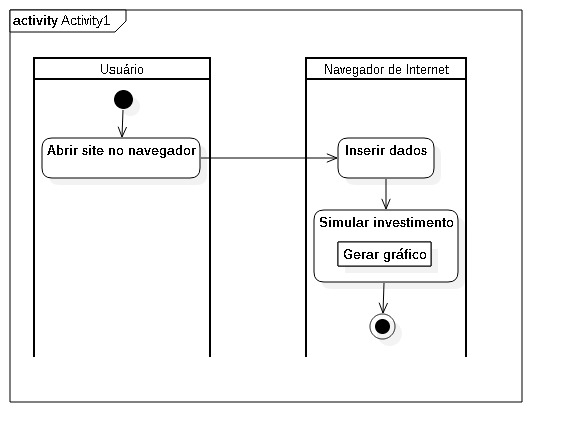 activity Activity1
Usuário
Navegador de Internet
Abrir site no navegador
Inserir dados
Simular investimento
Gerar gráfico